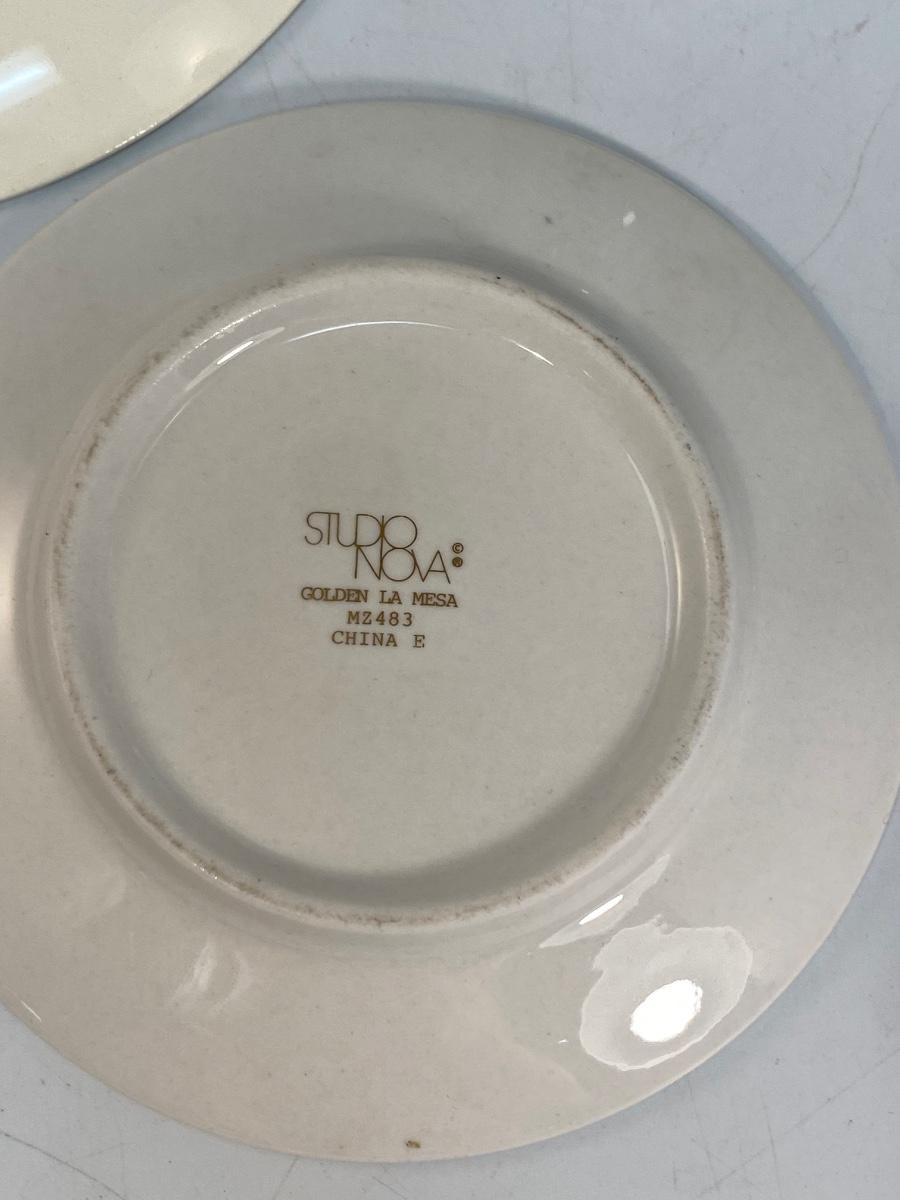 STUDIO
NOVA © ®
GOLDEN LA MESA
MZ483
CHINA E